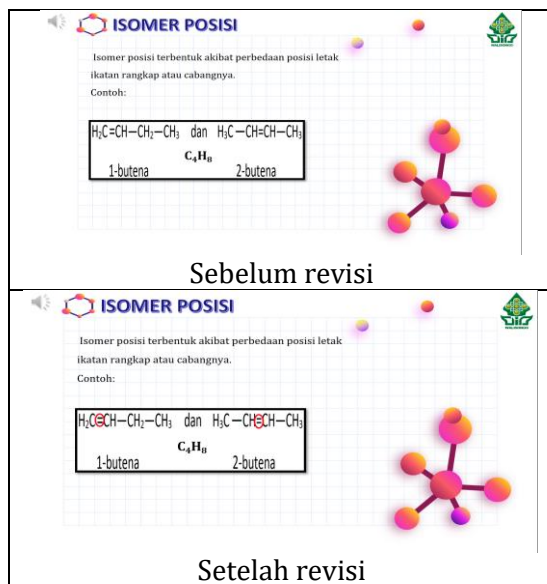 ISOMER POSISI
Isomer posisi terbentuk akibat perbedaan posisi letak
ikatan rangkap atau cabangnya.
Contoh:
H₂C=CH—CH₂—CH₃ dan H₃C—CH=CH—CH₃
C₄H₈
1-butena 2-butena
Sebelum revisi
ISOMER POSISI
Isomer posisi terbentuk akibat perbedaan posisi letak
ikatan rangkap atau cabangnya.
Contoh:
H₂C=CH—CH₂—CH₃ dan H₃C—CH=CH—CH₃
C₄H₈
1-butena 2-butena
Setelah revisi